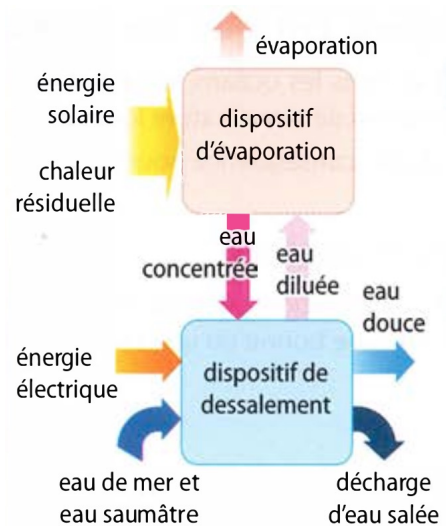 évaporation
énergie
solaire
chaleur
résiduelle
dispositif
d'évaporation
eau
concentrée
eau
diluée
eau
douce
énergie
électrique
dispositif de
dessalement
eau de mer et
eau saumâtre
décharge
d'eau salée